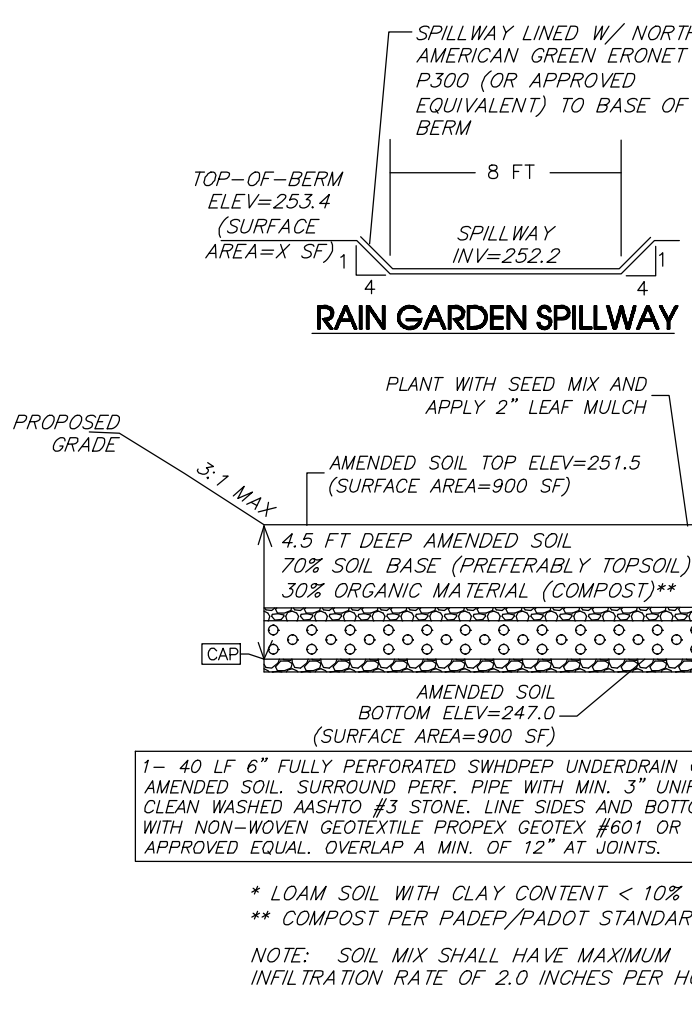 SPILLWAY LINED W/ NORTH
AMERICAN GREEN ERONET
P300 (OR APPROVED
EQUIVALENT) TO BASE OF
BERM
8 FT
TOP-OF-BERM
ELEV=253.4
(SURFACE
AREA=X SF)
SPILLWAY
INV=252.2
1
4
1
4
RAIN GARDEN SPILLWAY
PLANT WITH SEED MIX AND
APPLY 2" LEAF MULCH
PROPOSED
GRADE
3:1 MAX
AMENDED SOIL TOP ELEV=251.5
(SURFACE AREA=900 SF)
4.5 FT DEEP AMENDED SOIL
70% SOIL BASE (PREFERABLY TOPSOIL)
30% ORGANIC MATERIAL (COMPOST)**
CAP
AMENDED SOIL
BOTTOM ELEV=247.0
(SURFACE AREA=900 SF)
1- 40 LF 6" FULLY PERFORATED SWHDPEP UNDERDRAIN
AMENDED SOIL. SURROUND PERF. PIPE WITH MIN. 3"
CLEAN WASHED AASHTO #3 STONE. LINE SIDES AND
WITH NON-WOVEN GEOTEXTILE PROPEX GEOTEX #601 OR
APPROVED EQUAL. OVERLAP A MIN. OF 12" AT JOINTS.
* LOAM SOIL WITH CLAY CONTENT < 10%
** COMPOST PER PADEP/PADOT
NOTE: SOIL MIX SHALL HAVE MAXIMUM
INFILTRATION RATE OF 2.0 INCHES PER